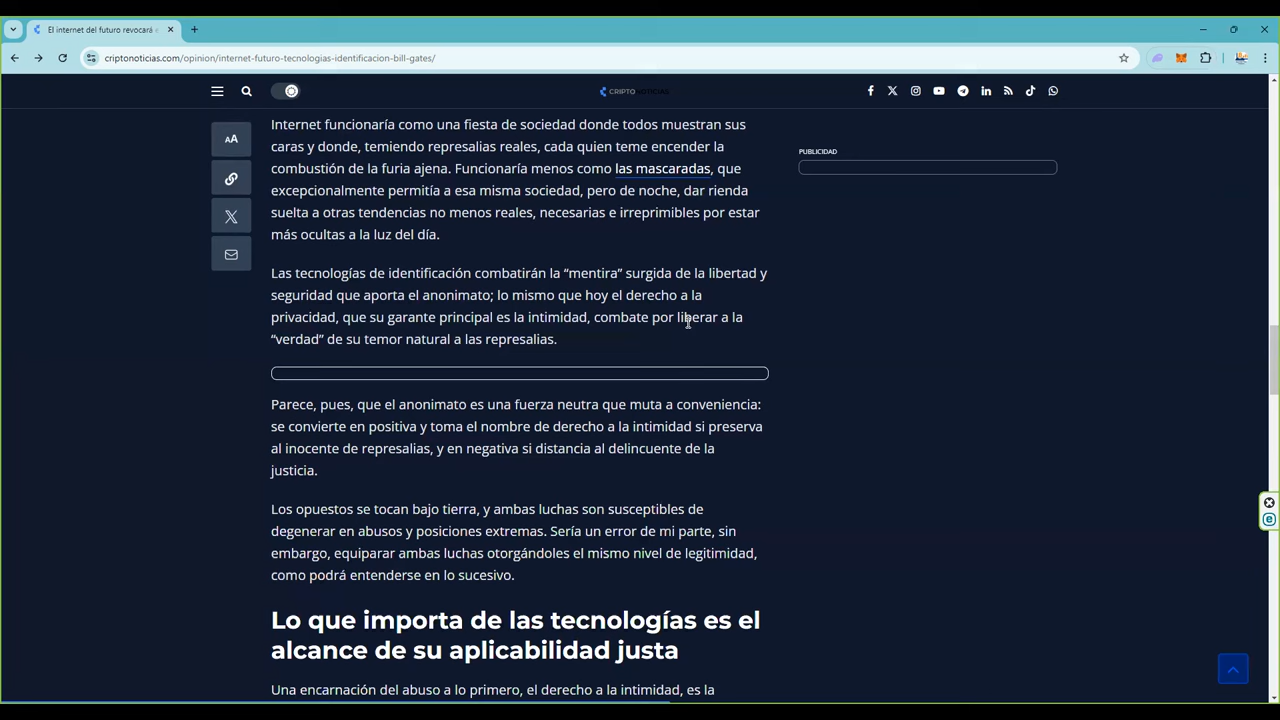 El internet del futuro revocará e
criptonoticias.com/opinion/internet-futuro-tecnologias-identificacion-bill-gates/
CRIPTONOTICIAS
AA
Internet funcionaría como una fiesta de sociedad donde todos muestran sus
caras y donde, temiendo represalias reales, cada quien teme encender la
combustión de la furia ajena. Funcionaría menos como las mascaradas, que
excepcionalmente permitía a esa misma sociedad, pero de noche, dar rienda
suelta a otras tendencias no menos reales, necesarias e irreprimibles por estar
más ocultas a la luz del día.
PUBLICIDAD
Las tecnologías de identificación combatirán la “mentira” surgida de la libertad y
seguridad que aporta el anonimato; lo mismo que hoy el derecho a la
privacidad, que su garante principal es la intimidad, combate por liberar a la
“verdad” de su temor natural a las represalias.
Parece, pues, que el anonimato es una fuerza neutra que muta a conveniencia:
se convierte en positiva y toma el nombre de derecho a la intimidad si preserva
al inocente de represalias, y en negativa si distancia al delincuente de la
justicia.
Los opuestos se tocan bajo tierra, y ambas luchas son susceptibles de
degenerar en abusos y posiciones extremas. Sería un error de mi parte, sin
embargo, equiparar ambas luchas otorgándoles el mismo nivel de legitimidad,
como podrá entenderse en lo sucesivo.
Lo que importa de las tecnologías es el
alcance de su aplicabilidad justa
Una encarnación del abuso a lo primero, el derecho a la intimidad, es la